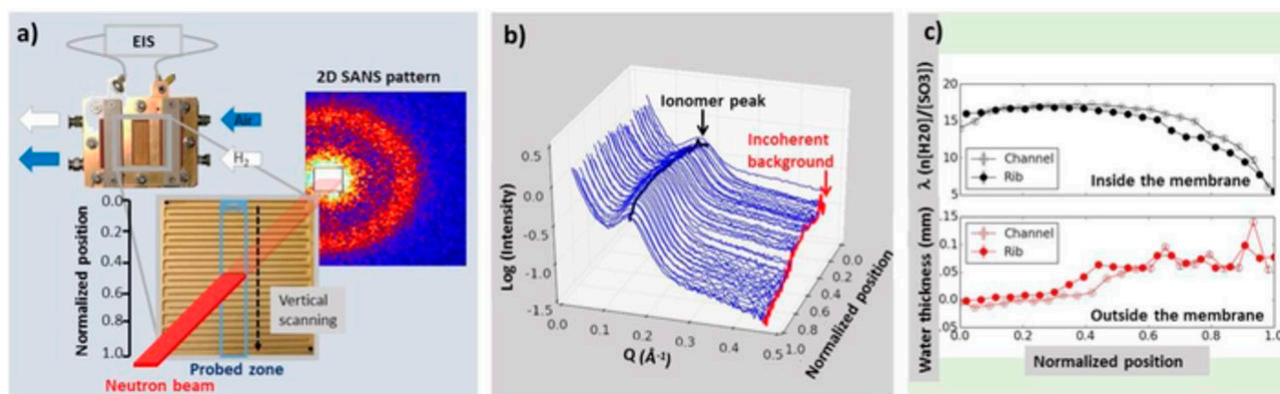 a)
EIS
2D SANS pattern
Air
H₂
0.0
0.2
0.4
0.6
0.8
1.0
Normalized position
Vertical
scanning
Probed zone
Neutron beam
b)
Ionomer peak
Incoherent
background
Log (Intensity)
0.5
0.0
-0.5
-1.0
-1.5
0.0
0.1
0.2
0.3
0.4
0.5
Q (Å⁻¹)
0.0
0.2
0.4
0.6
0.8
1.0
Normalized position
c)
λ (n[H20]/[SO3])
20
15
10
5
Channel
Rib
Inside the membrane
Water thickness (mm)
0.15
.10
.05
.00
.05
Channel
Rib
Outside the membrane
0.0
0.2
0.4
0.6
0.8
1.0
Normalized position